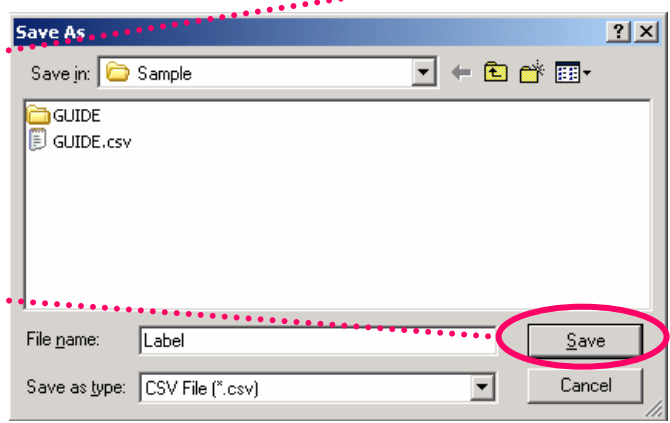 Save As
Save in: Sample
GUIDE
GUIDE.csv
File name: Label Save
Save as type: CSV File (*.csv) Cancel